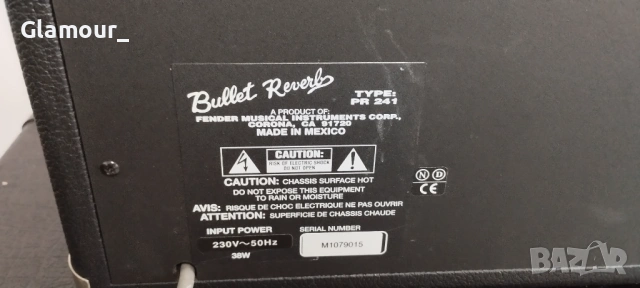 Glamour_
Bullet Reverb
TYPE:
PR 241
A PRODUCT OF:
FENDER MUSICAL INSTRUMENTS CORP.
CORONA, CA 91720
MADE IN MEXICO
CAUTION:
RISK OF ELECTRIC SHOCK
DO NOT OPEN
CAUTION: CHASSIS SURFACE HOT
DO NOT EXPOSE THIS EQUIPMENT
TO RAIN OR MOISTURE
AVIS: RISQUE DE CHOC ELECTRIQUE NE PAS OUVRIR
ATTENTION: SUPERFICIE DE CHASSIS CHAUDE
N D
CE
INPUT POWER
230V~50Hz
38W
SERIAL NUMBER
M1079015
BAZAR.bg